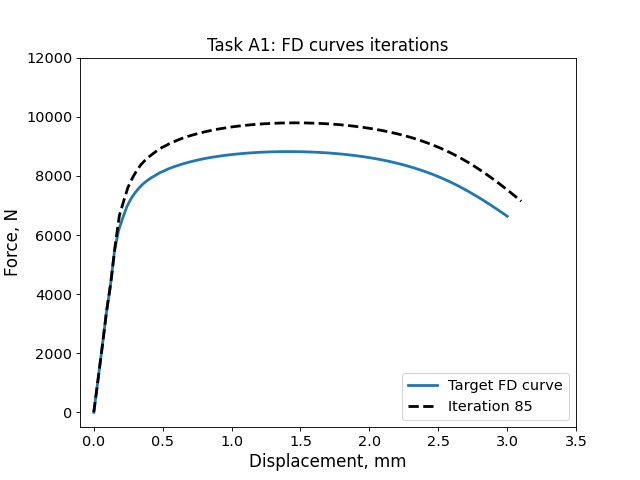 Task A1: FD curves iterations
12000
10000
8000
6000
4000
2000
0
Force, N
0.0 0.5 1.0 1.5 2.0 2.5 3.0 3.5
Displacement, mm
Target FD curve
Iteration 85